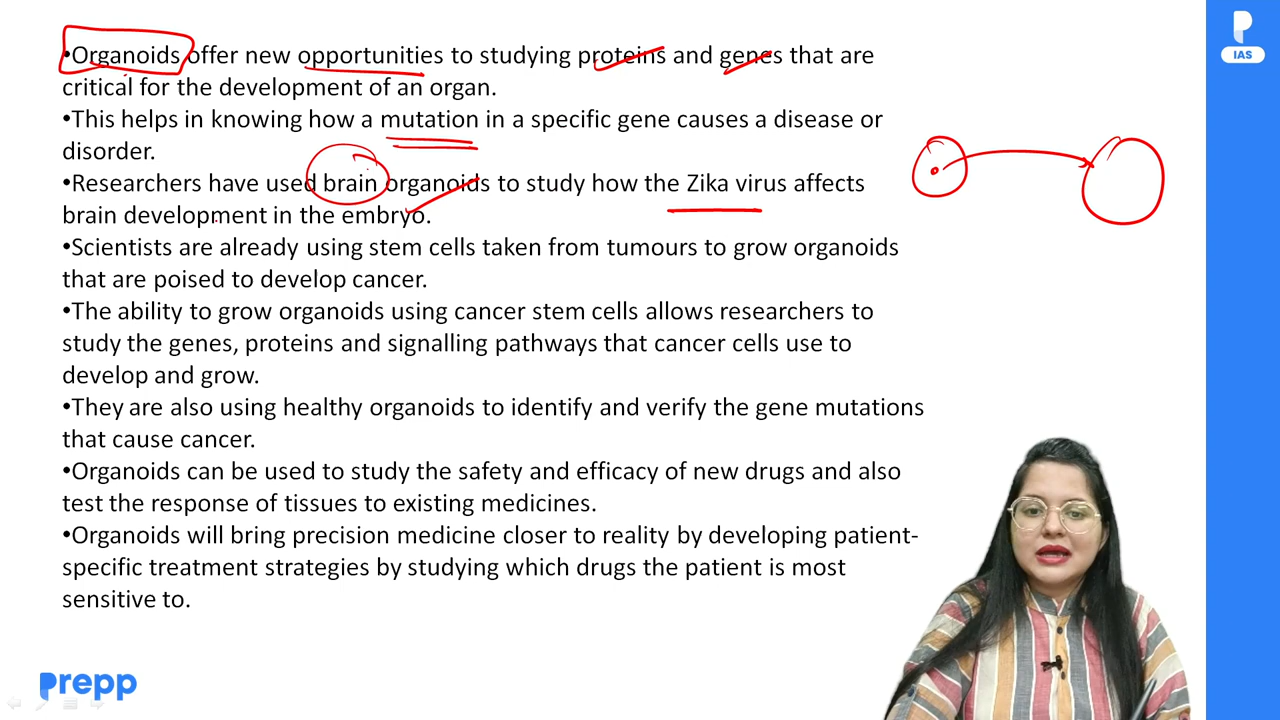 •Organoids offer new opportunities to studying proteins and genes that are
critical for the development of an organ.
•This helps in knowing how a mutation in a specific gene causes a disease or
disorder.
•Researchers have used brain organoids to study how the Zika virus affects
brain development in the embryo.
•Scientists are already using stem cells taken from tumours to grow organoids
that are poised to develop cancer.
•The ability to grow organoids using cancer stem cells allows researchers to
study the genes, proteins and signalling pathways that cancer cells use to
develop and grow.
•They are also using healthy organoids to identify and verify the gene mutations
that cause cancer.
•Organoids can be used to study the safety and efficacy of new drugs and also
test the response of tissues to existing medicines.
•Organoids will bring precision medicine closer to reality by developing patient-
specific treatment strategies by studying which drugs the patient is most
sensitive to.
prepp
IAS